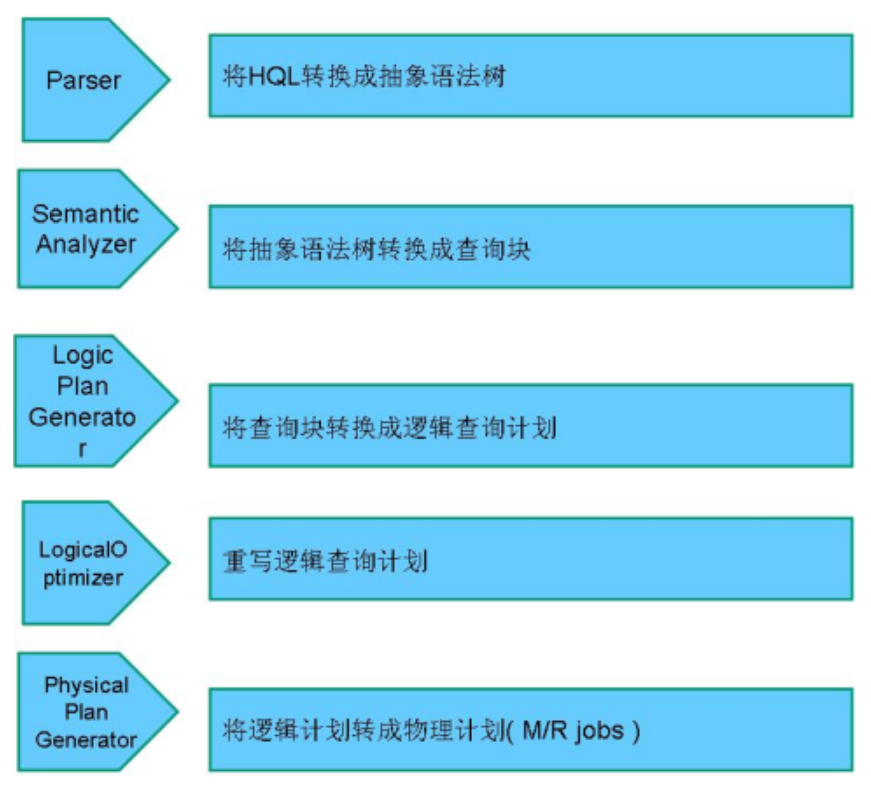 Parser
将HQL转换成抽象语法树
Semantic
Analyzer
将抽象语法树转换成查询块
Logic
Plan
Generato
r
将查询块转换成逻辑查询计划
LogicalO
ptimizer
重写逻辑查询计划
Physical
Plan
Generator
将逻辑计划转成物理计划( M/R jobs )